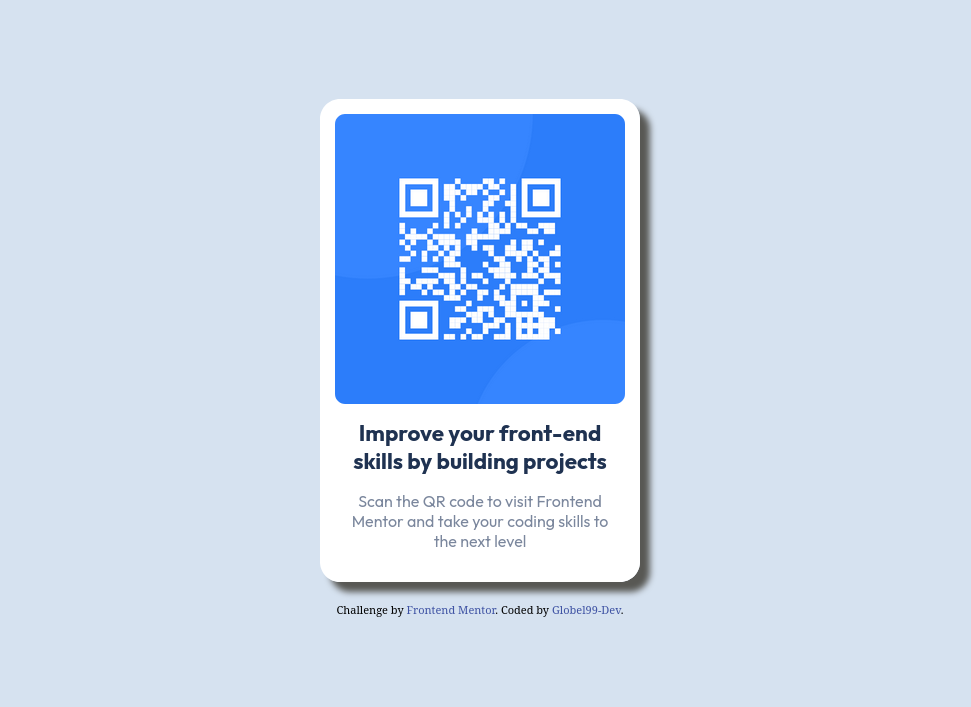 Improve your front-end
skills by building projects
Scan the QR code to visit Frontend
Mentor and take your coding skills to
the next level
Challenge by Frontend Mentor. Coded by Globel99-Dev.